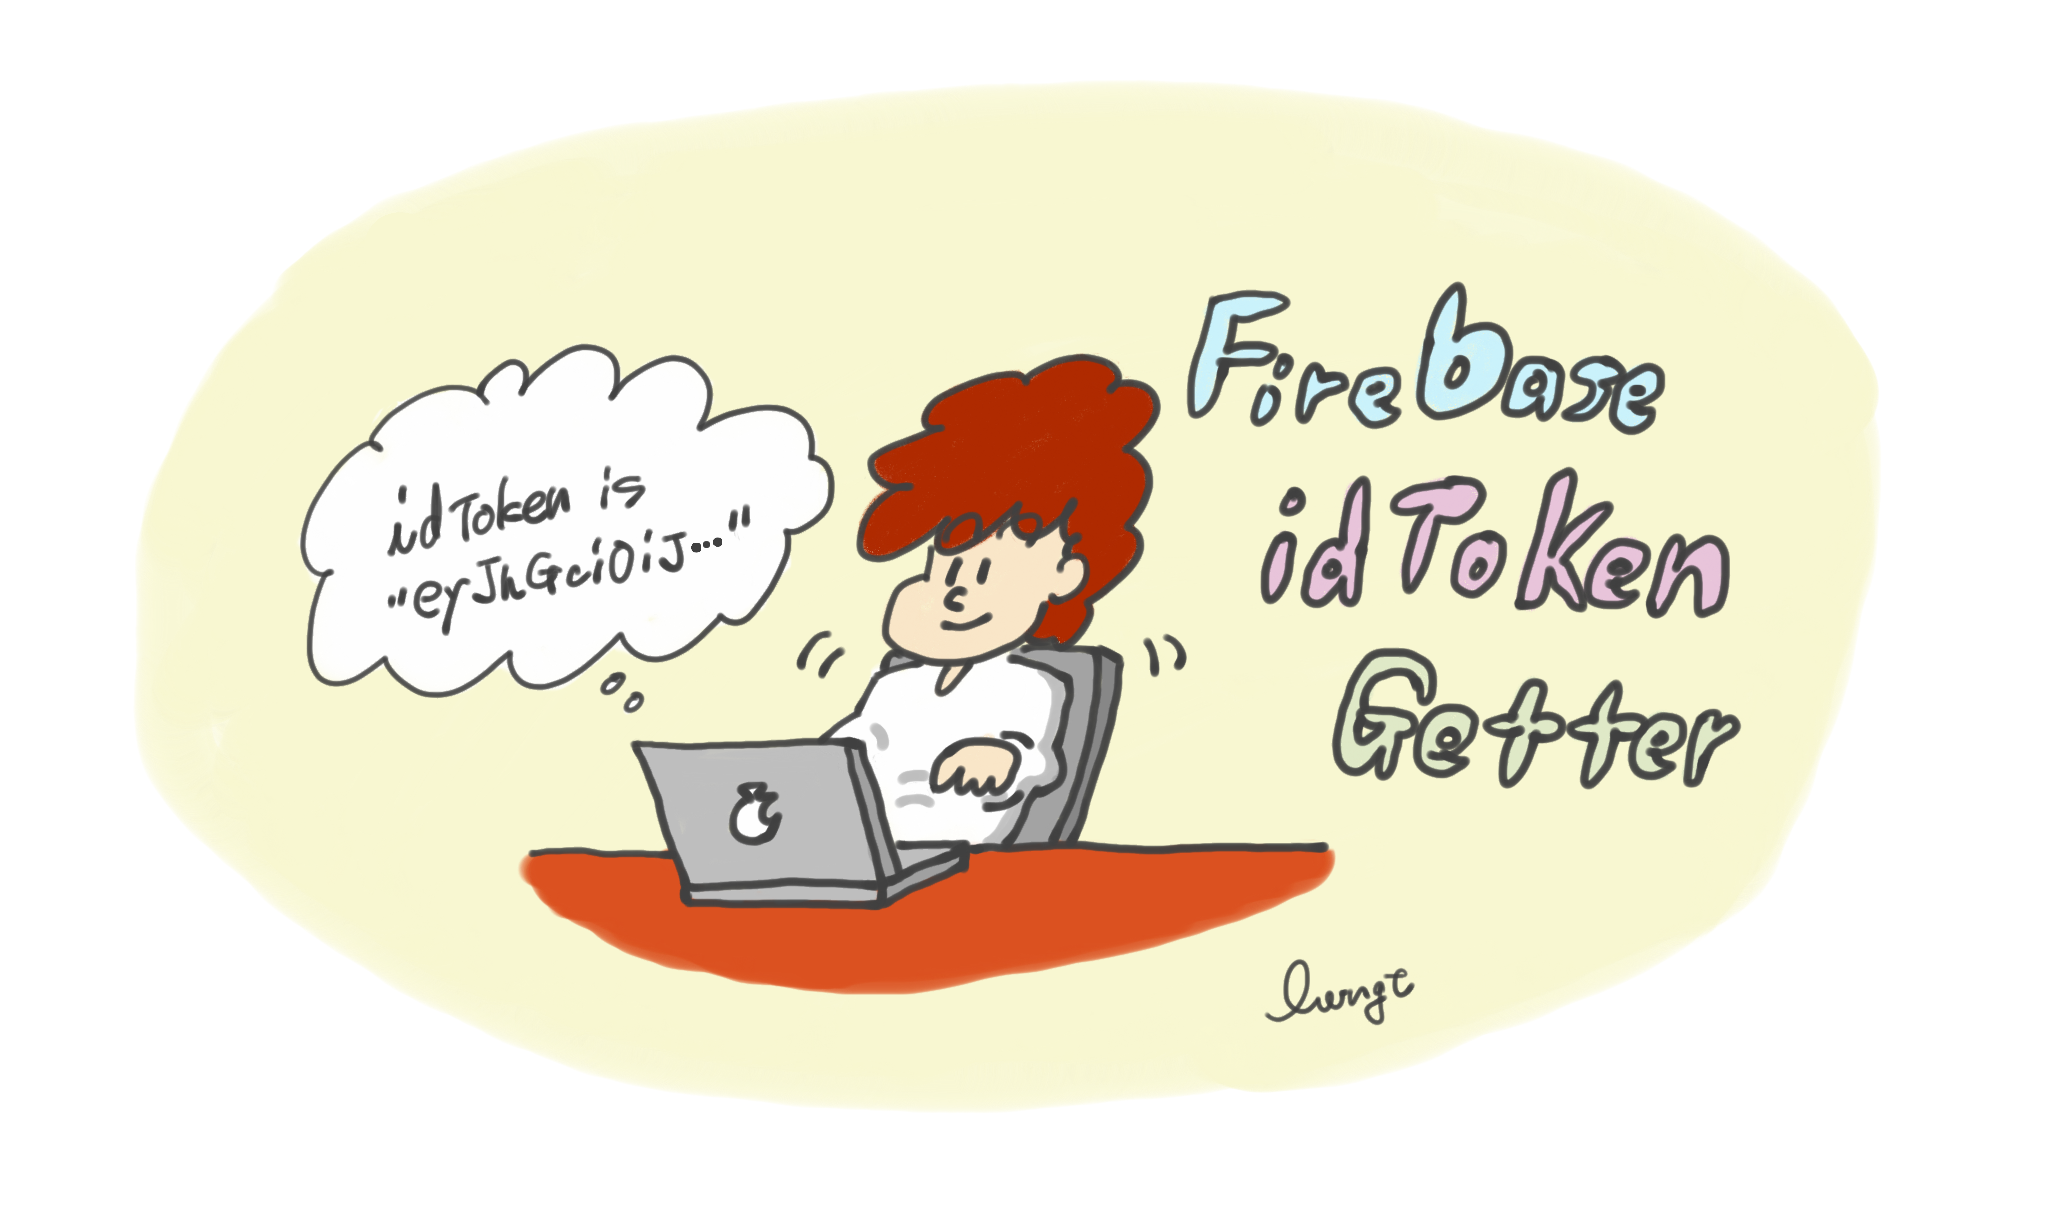 idToken is
"eyJhGciOiJ..."
Firebase
idToken
Getter